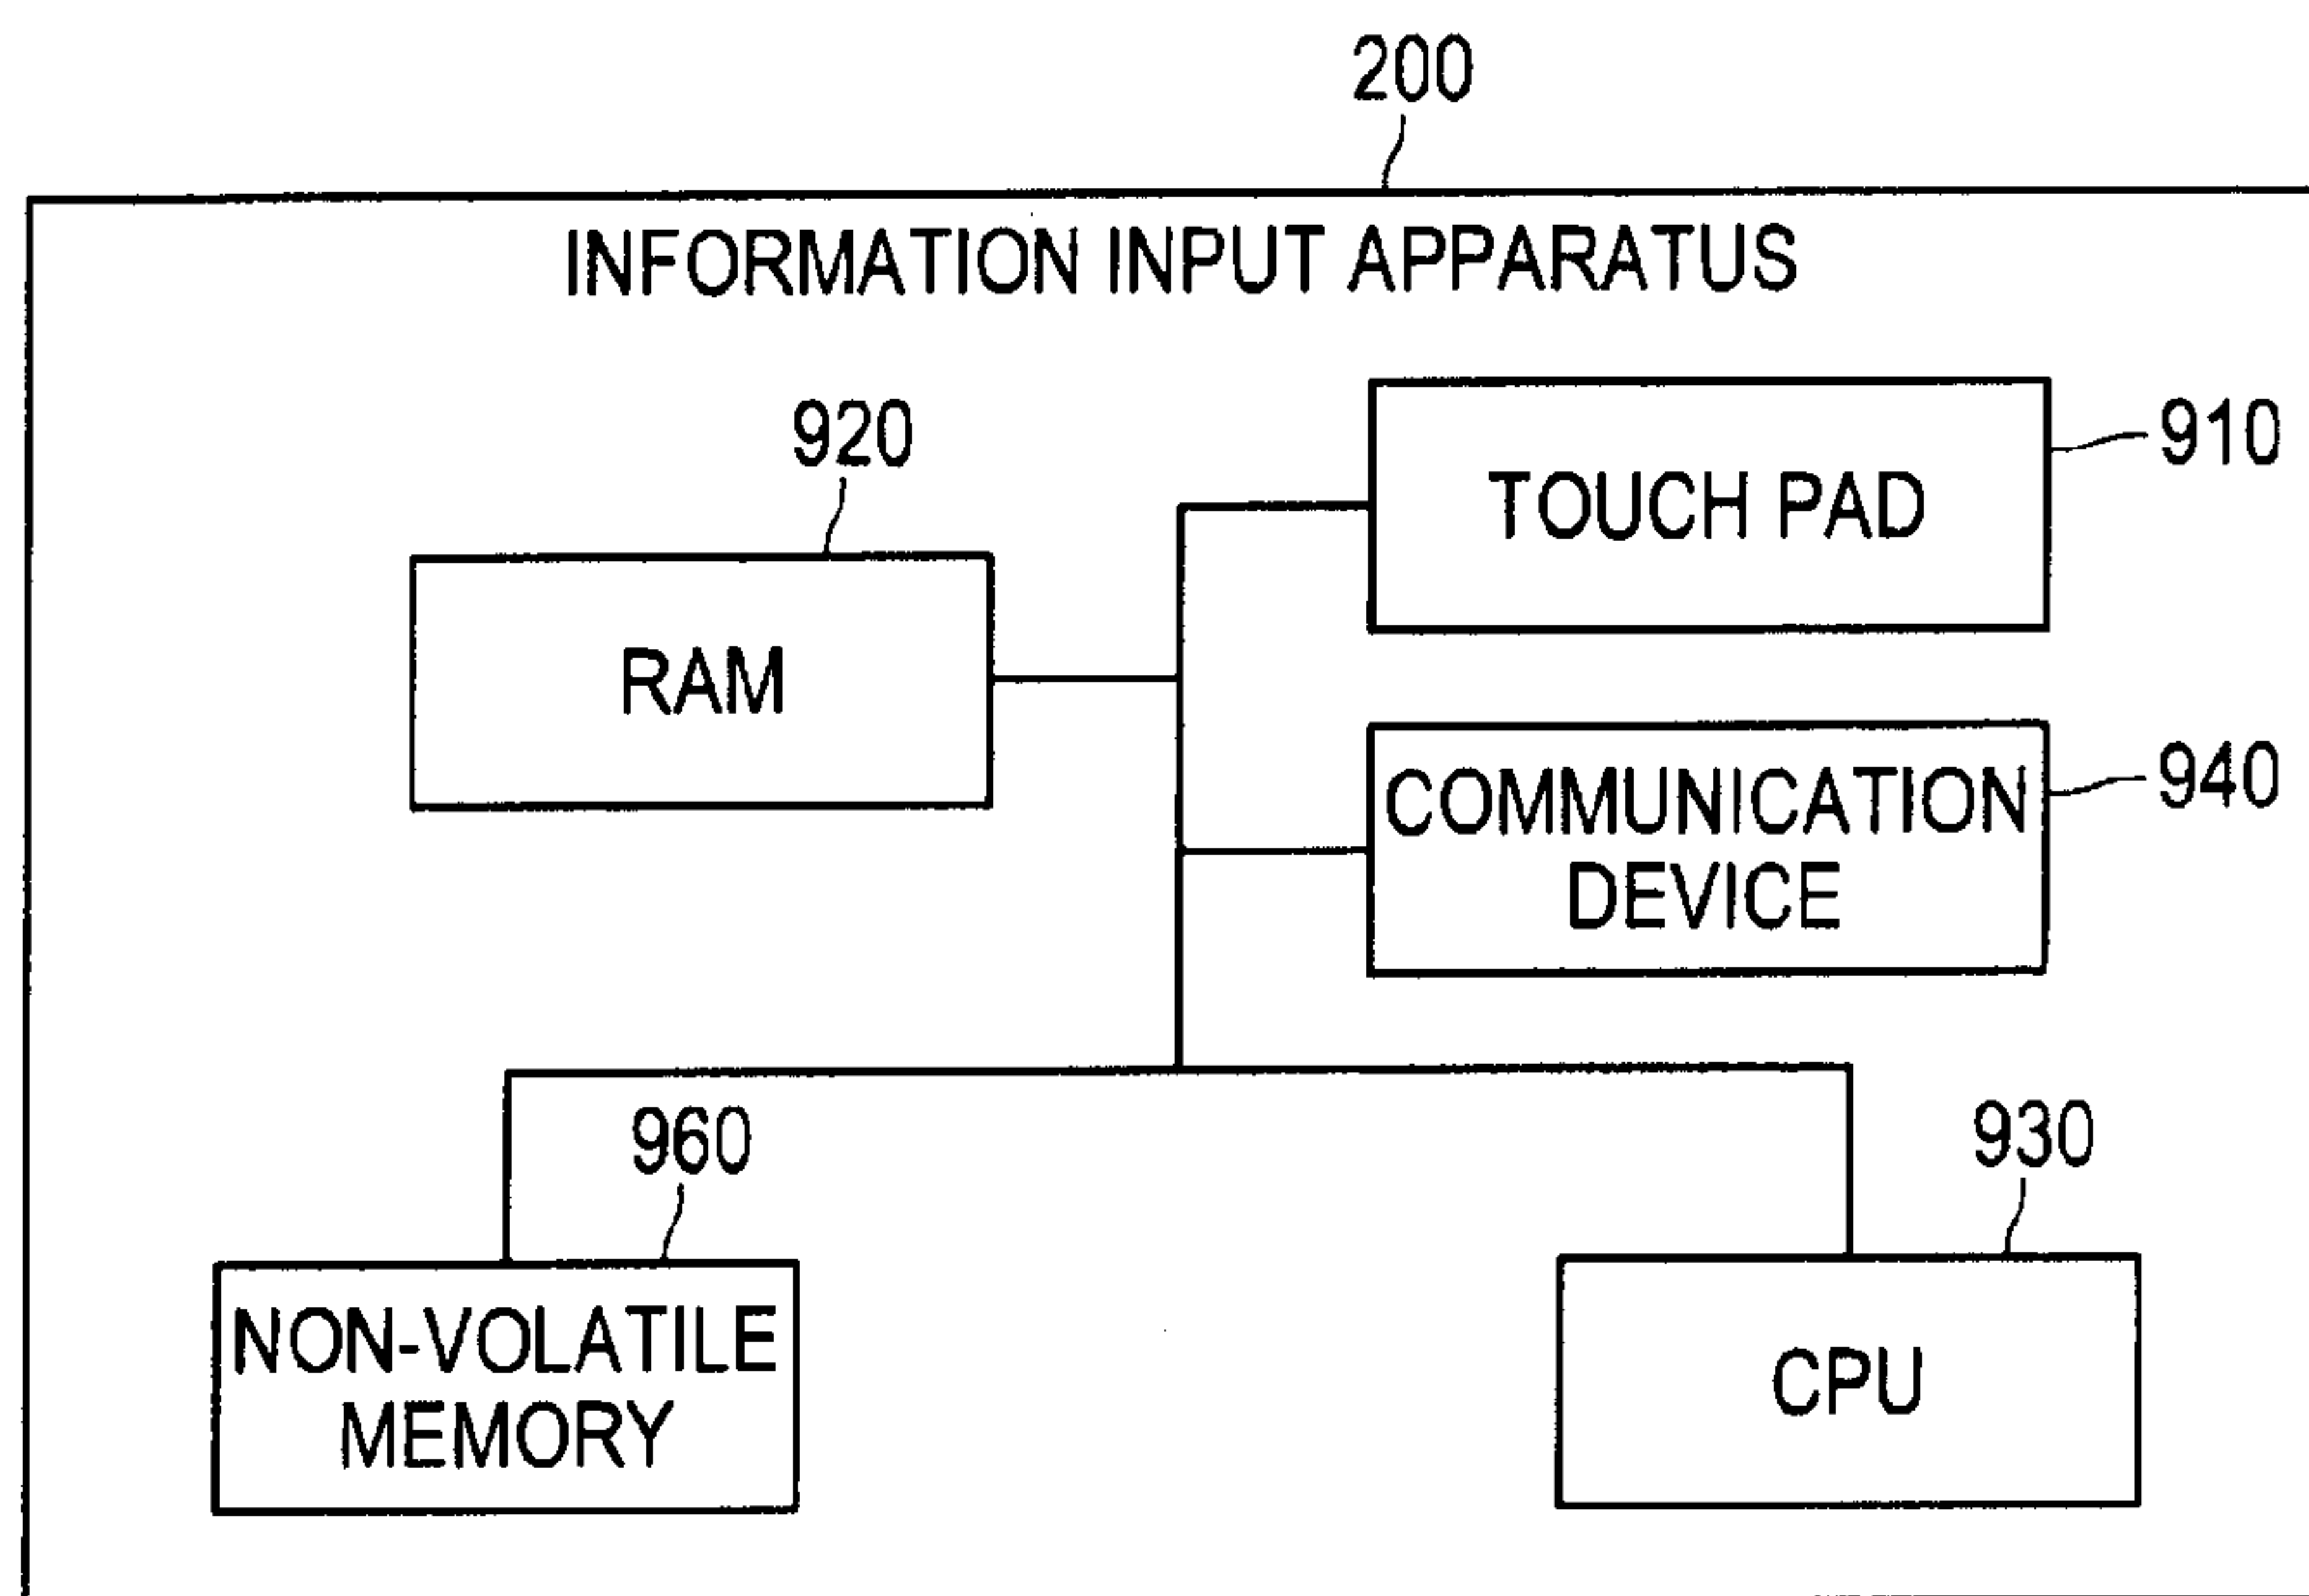 200
INFORMATION INPUT APPARATUS
920
910
TOUCH PAD
RAM
940
COMMUNICATION
DEVICE
960
930
NON-VOLATILE
MEMORY
CPU